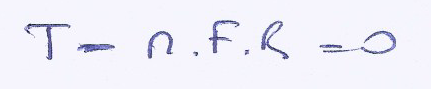 T - n.F.R = 0